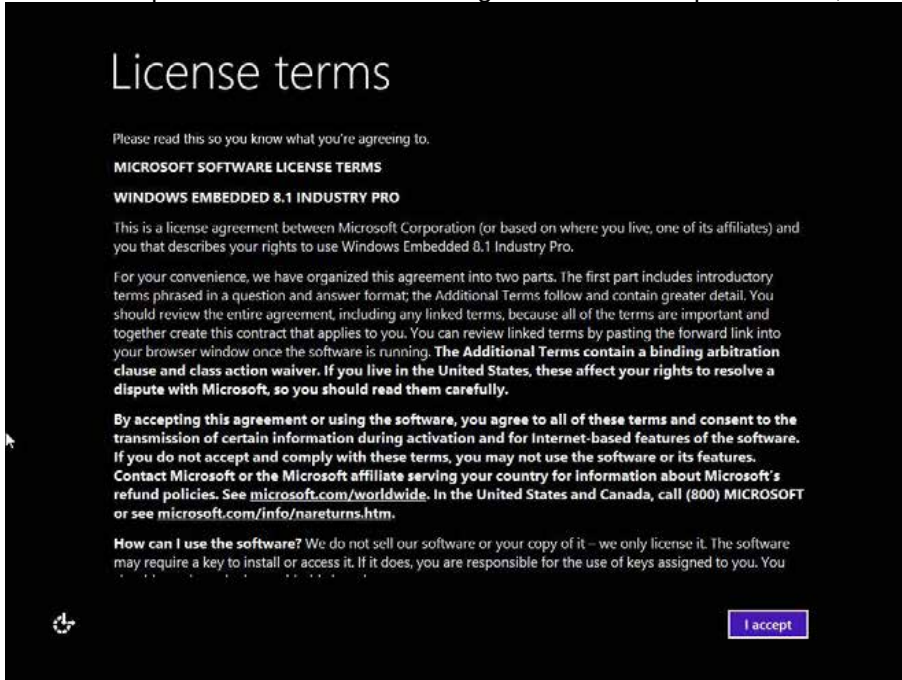 License terms
Please read this so you know what you're agreeing to.
MICROSOFT SOFTWARE LICENSE TERMS
WINDOWS EMBEDDED 8.1 INDUSTRY PRO
This is a license agreement between Microsoft Corporation (or based on where you live, one of its affiliates) and
you that describes your rights to use Windows Embedded 8.1 Industry Pro.
For your convenience, we have organized this agreement into two parts. The first part includes introductory
terms phrased in a question and answer format; the Additional Terms follow and contain greater detail. You
should review the entire agreement, including any linked terms, because all of the terms are important and
together create this contract that applies to you. You can review linked terms by pasting the forward link into
your browser window once the software is running. The Additional Terms contain a binding arbitration
clause and class action waiver. If you live in the United States, these affect your rights to resolve a
dispute with Microsoft, so you should read them carefully.
By accepting this agreement or using the software, you agree to all of these terms and consent to the
transmission of certain information during activation and for Internet-based features of the software.
If you do not accept and comply with these terms, you may not use the software or its features.
Contact Microsoft or the Microsoft affiliate serving your country for information about Microsoft's
refund policies. See microsoft.com/worldwide. In the United States and Canada, call (800) MICROSOFT
or see microsoft.com/info/nareturns.htm.
How can I use the software? We do not sell our software or your copy of it – we only license it. The software
may require a key to install or access it. If it does, you are responsible for the use of keys assigned to you. You
I accept